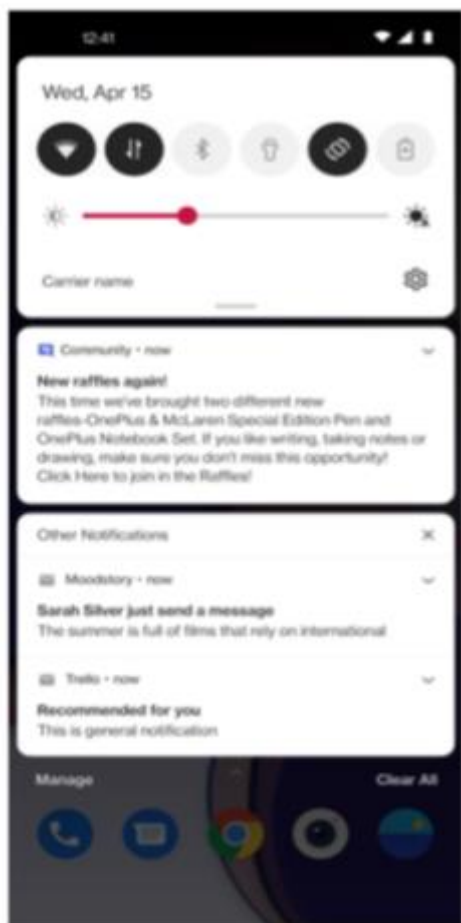 12:41
Wed, Apr 15
Carrier name
Community • now
New raffles again!
This time we've brought two different new
raffles-OnePlus & McLaren Special Edition Pen and
OnePlus Notebook Set. If you like writing, taking notes or
drawing, make sure you don't miss this opportunity!
Click Here to join in the Raffles!
Other Notifications
Moodstory • now
Sarah Silver just send a message
The summer is full of films that rely on international
Trello • now
Recommended for you
This is general notification
Manage
Clear All